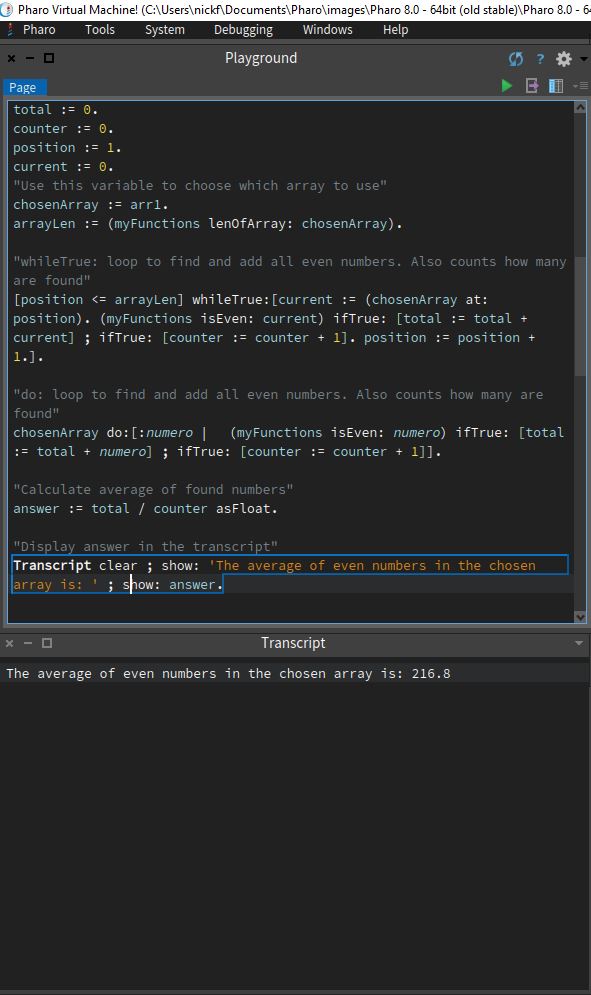 Pharo Virtual Machine! (C:\Users\nickf\Documents\Pharo\images\Pharo 8.0 - 64bit (old stable)\Pharo 8.0 - 6
Pharo Tools System Debugging Windows Help
Playground
?
Page
total := 0.
counter := 0.
position := 1.
current := 0.
"Use this variable to choose which array to use"
chosenArray := arr1.
arrayLen := (myFunctions lenOfArray: chosenArray).
"whileTrue: loop to find and add all even numbers. Also counts how many
are found"
[position <= arrayLen] whileTrue:[current := (chosenArray at:
position). (myFunctions isEven: current) ifTrue: [total := total +
current] ; ifTrue: [counter := counter + 1]. position := position +
1.].
"do: loop to find and add all even numbers. Also counts how many are
found"
chosenArray do:[:numero | (myFunctions isEven: numero) ifTrue: [total
:= total + numero] ; ifTrue: [counter := counter + 1]].
"Calculate average of found numbers"
answer := total / counter asFloat.
"Display answer in the transcript"
Transcript clear ; show: 'The average of even numbers in the chosen
array is: ' ; show: answer.
Transcript
The average of even numbers in the chosen array is: 216.8